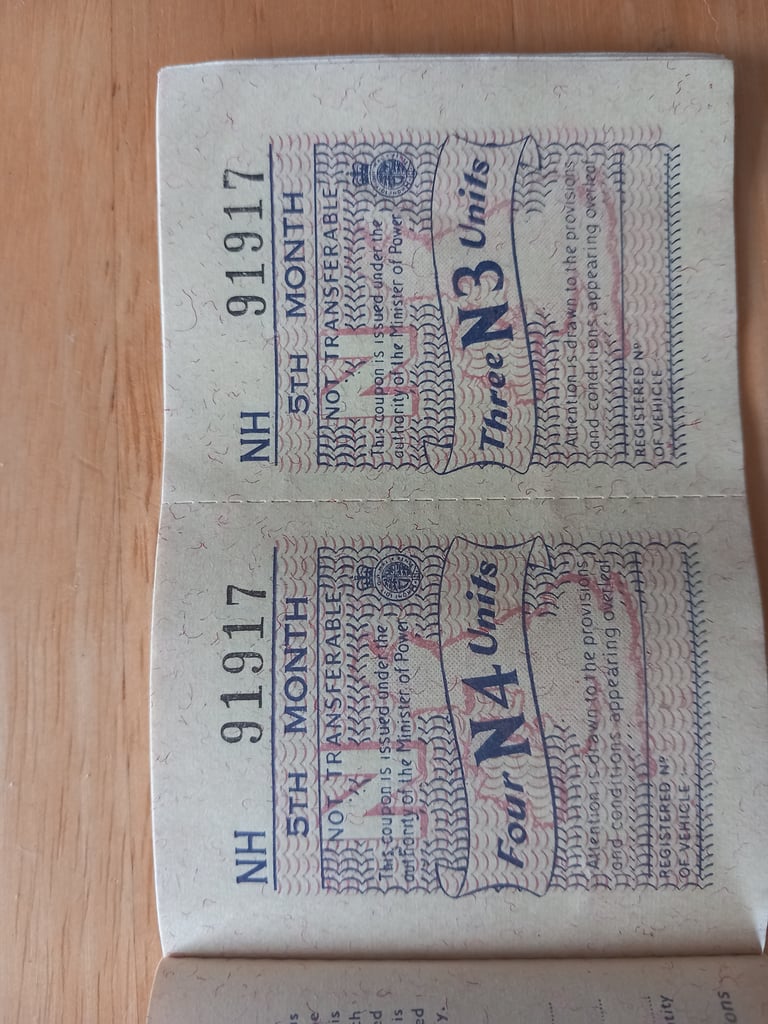 NH 91917
5TH MONTH
NOT TRANSFERABLE
This coupon is issued under the
authority of the Minister of Power
Four N4 Units
Attention is drawn to the provisions
and conditions appearing overleaf
REGISTERED Nº
OF VEHICLE
NH 91917
5TH MONTH
NOT TRANSFERABLE
This coupon is issued under the
authority of the Minister of Power
Three N3 Units
Attention is drawn to the provisions
and conditions appearing overleaf
REGISTERED Nº
OF VEHICLE